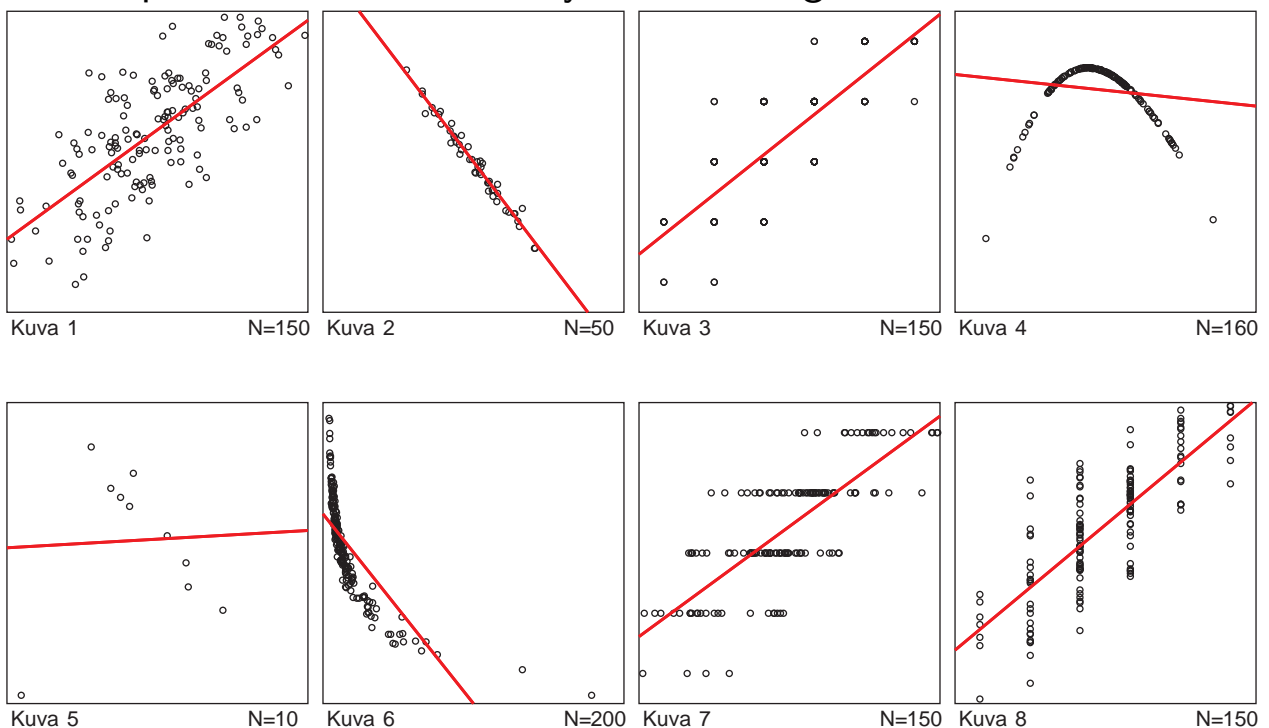 Kuva 1 N=150
Kuva 2 N=50
Kuva 3 N=150
Kuva 4 N=160
Kuva 5 N=10
Kuva 6 N=200
Kuva 7 N=150
Kuva 8 N=150